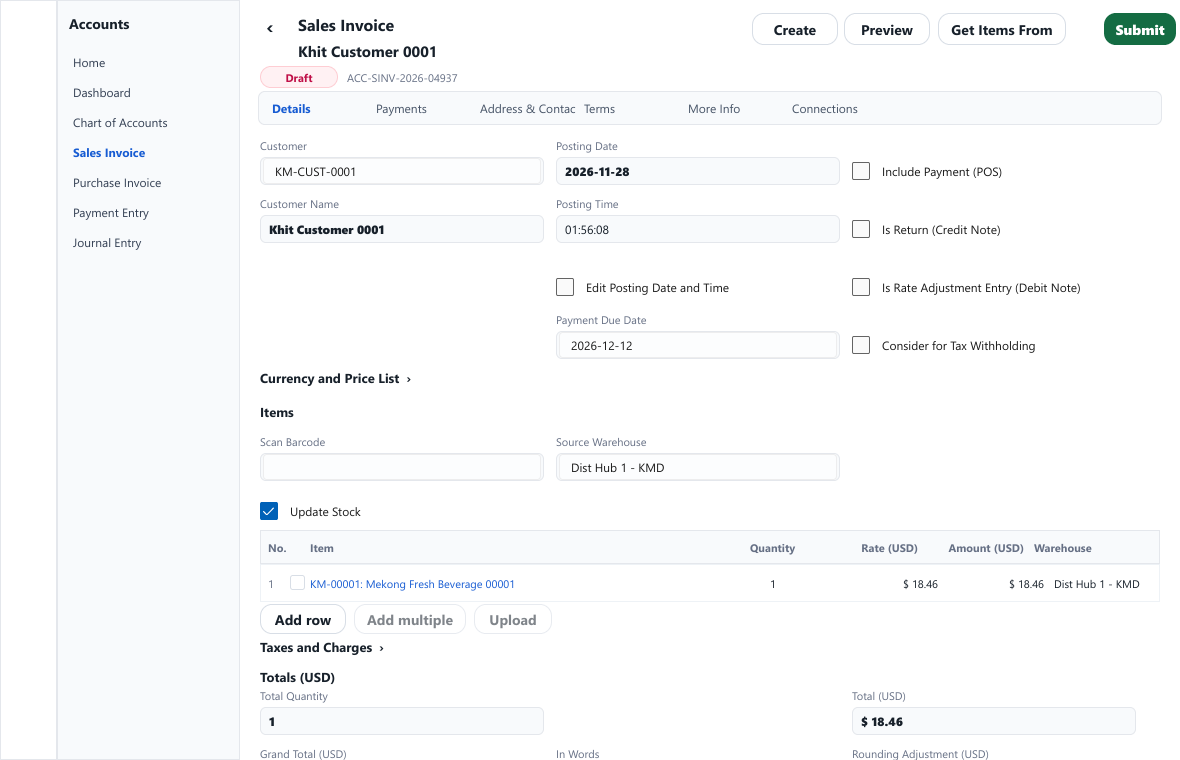 Accounts
Home
Dashboard
Chart of Accounts
Sales Invoice
Purchase Invoice
Payment Entry
Journal Entry
‹ Sales Invoice
Khit Customer 0001
Create Preview Get Items From Submit
Draft ACC-SINV-2026-04937
Details Payments Address & Contac Terms More Info Connections
Customer Posting Date
KM-CUST-0001 2026-11-28 Include Payment (POS)
Customer Name Posting Time
Khit Customer 0001 01:56:08 Is Return (Credit Note)
Edit Posting Date and Time Is Rate Adjustment Entry (Debit Note)
Payment Due Date
2026-12-12 Consider for Tax Withholding
Currency and Price List ›
Items
Scan Barcode Source Warehouse
Dist Hub 1 - KMD
Update Stock
No. Item Quantity Rate (USD) Amount (USD) Warehouse
1 KM-00001: Mekong Fresh Beverage 00001 1 $ 18.46 $ 18.46 Dist Hub 1 - KMD
Add row Add multiple Upload
Taxes and Charges ›
Totals (USD)
Total Quantity Total (USD)
1 $ 18.46
Grand Total (USD) In Words Rounding Adjustment (USD)